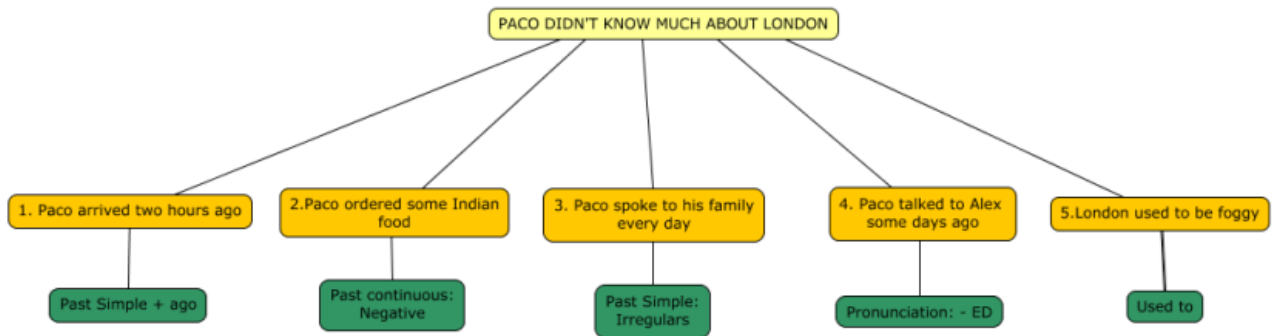 PACO DIDN'T KNOW MUCH ABOUT LONDON
1. Paco arrived two hours ago
2.Paco ordered some Indian
food
3. Paco spoke to his family
every day
4. Paco talked to Alex
some days ago
5.London used to be foggy
Past Simple + ago
Past continuous:
Negative
Past Simple:
Irregulars
Pronunciation: - ED
Used to